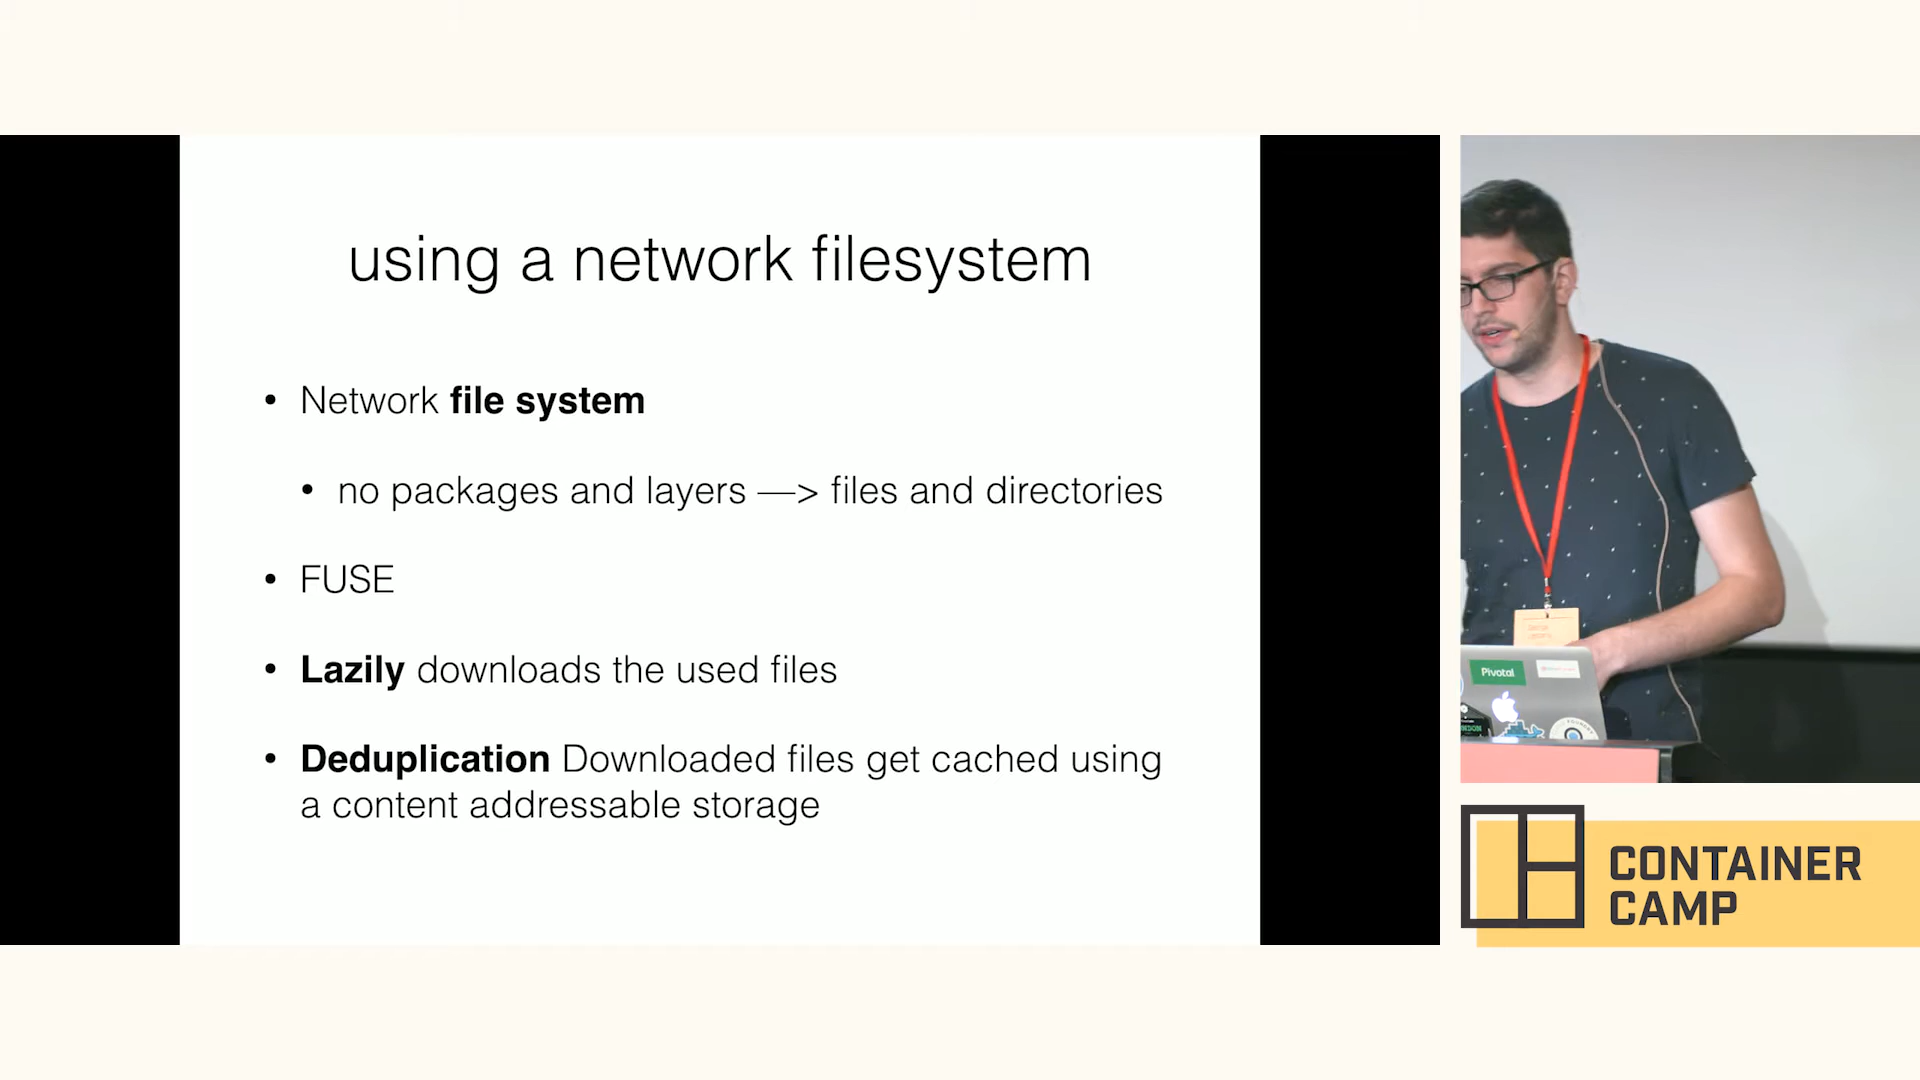 using a network filesystem
• Network file system
• no packages and layers —> files and directories
• FUSE
• Lazily downloads the used files
• Deduplication Downloaded files get cached using
a content addressable storage
Pivotal
CONTAINER
CAMP